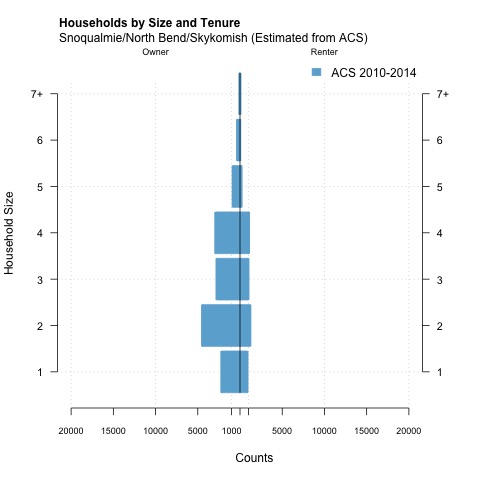 Households by Size and Tenure
Snoqualmie/North Bend/Skykomish (Estimated from ACS)
Owner Renter
ACS 2010-2014
7+ 7+
6 6
5 5
4 4
3 3
2 2
1 1
Household Size
20000 15000 10000 5000 1000 5000 10000 15000 20000
Counts